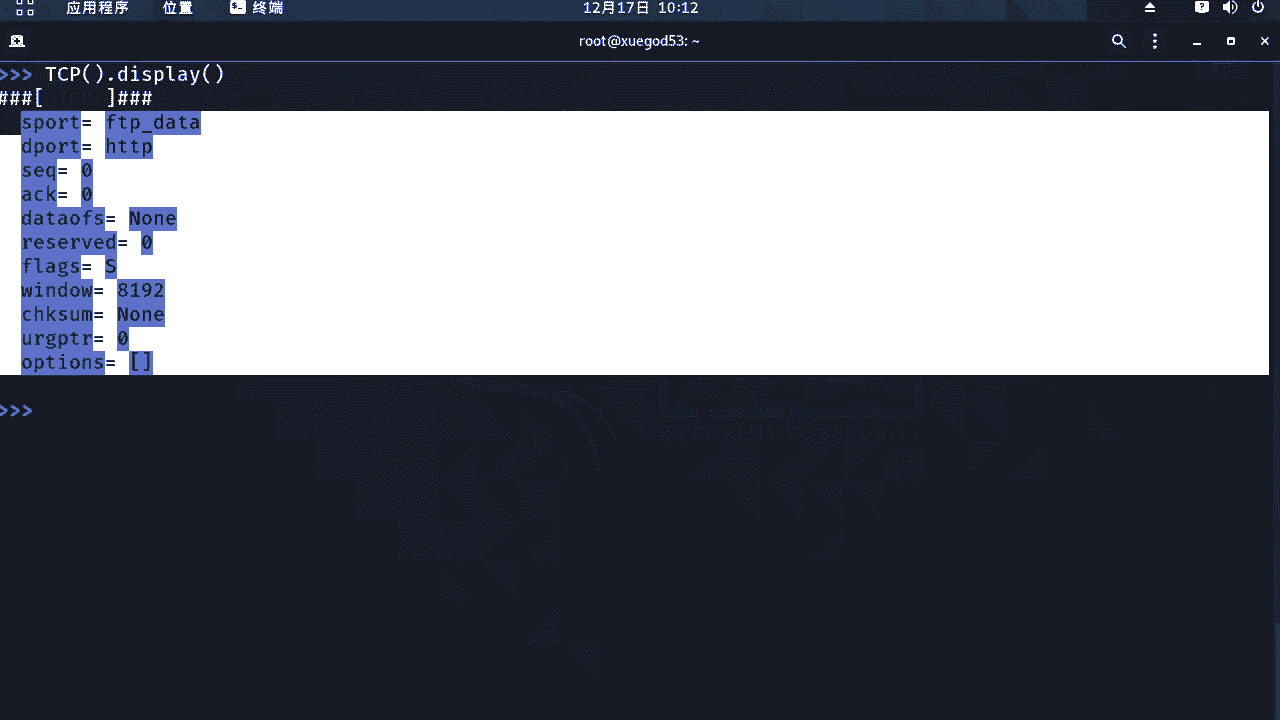 应用程序 位置 终端 12月17日 10:12
root@xuegod53: ~
>>> TCP().display()
###[ ]###
sport= ftp_data
dport= http
seq= 0
ack= 0
dataofs= None
reserved= 0
flags= S
window= 8192
chksum= None
urgptr= 0
options= []
>>>